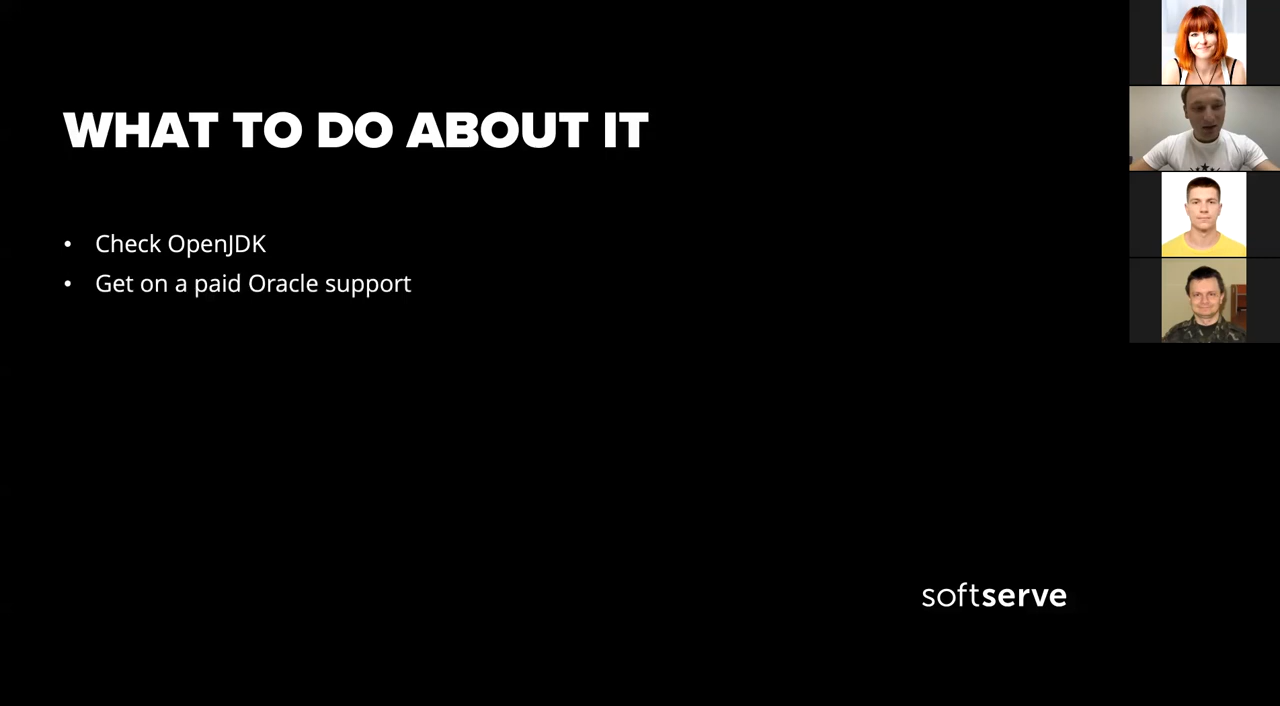 WHAT TO DO ABOUT IT
• Check OpenJDK
• Get on a paid Oracle support
softserve